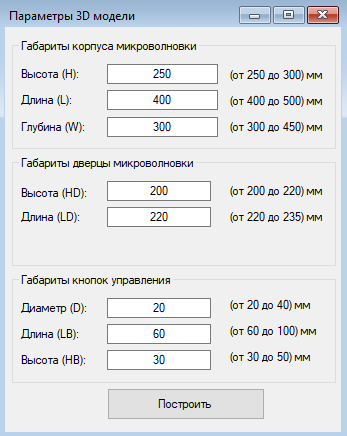 Параметры 3D модели
Габариты корпуса микроволновки
Высота (H): 250 (от 250 до 300) мм
Длина (L): 400 (от 400 до 500) мм
Глубина (W): 300 (от 300 до 450) мм
Габариты дверцы микроволновки
Высота (HD): 200 (от 200 до 220) мм
Длина (LD): 220 (от 220 до 235) мм
Габариты кнопок управления
Диаметр (D): 20 (от 20 до 40) мм
Длина (LB): 60 (от 60 до 100) мм
Высота (HB): 30 (от 30 до 50) мм
Построить